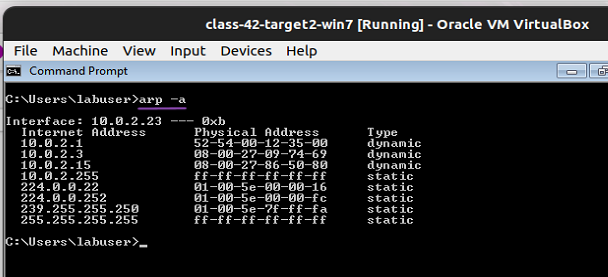 class-42-target2-win7 [Running] - Oracle VM VirtualBox
File Machine View Input Devices Help
Command Prompt
C:\Users\labuser>arp -a
Interface: 10.0.2.23 --- 0xb
Internet Address Physical Address Type
10.0.2.1 52-54-00-12-35-00 dynamic
10.0.2.3 08-00-27-09-74-69 dynamic
10.0.2.15 08-00-27-86-50-80 dynamic
10.0.2.255 ff-ff-ff-ff-ff-ff static
224.0.0.22 01-00-5e-00-00-16 static
224.0.0.252 01-00-5e-00-00-fc static
239.255.255.250 01-00-5e-7f-ff-fa static
255.255.255.255 ff-ff-ff-ff-ff-ff static
C:\Users\labuser>_